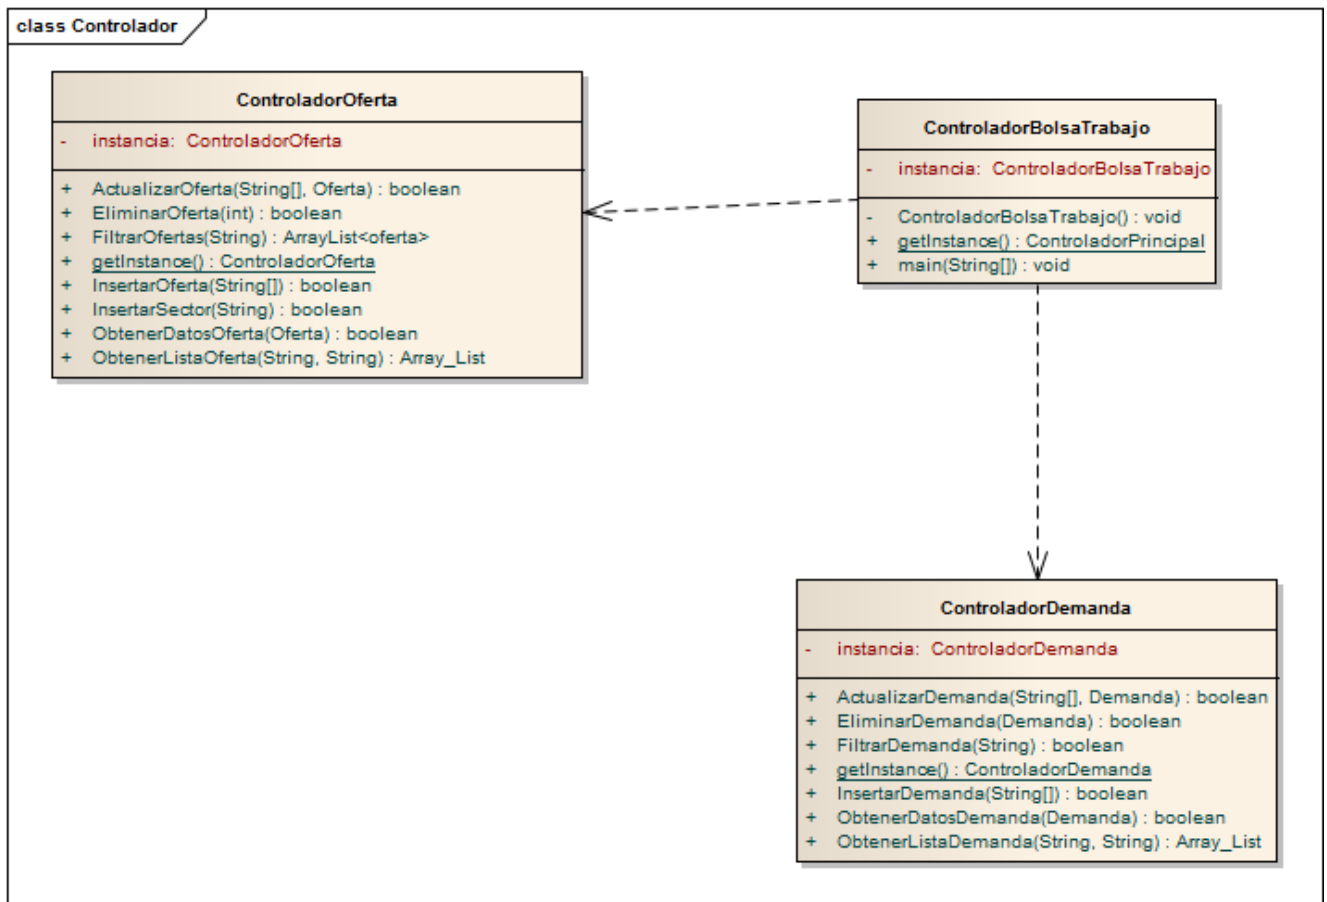 class Controlador
ControladorOferta
- instancia: ControladorOferta
+ ActualizarOferta(String[], Oferta) : boolean
+ EliminarOferta(int) : boolean
+ FiltrarOfertas(String) : ArrayList<oferta>
+ getInstance() : ControladorOferta
+ InsertarOferta(String[]) : boolean
+ InsertarSector(String) : boolean
+ ObtenerDatosOferta(Oferta) : boolean
+ ObtenerListaOferta(String, String) : Array_List
ControladorBolsaTrabajo
- instancia: ControladorBolsaTrabajo
- ControladorBolsaTrabajo() : void
+ getInstance() : ControladorPrincipal
+ main(String[]) : void
ControladorDemanda
- instancia: ControladorDemanda
+ ActualizarDemanda(String[], Demanda) : boolean
+ EliminarDemanda(Demanda) : boolean
+ FiltrarDemanda(String) : boolean
+ getInstance() : ControladorDemanda
+ InsertarDemanda(String[]) : boolean
+ ObtenerDatosDemanda(Demanda) : boolean
+ ObtenerListaDemanda(String, String) : Array_List